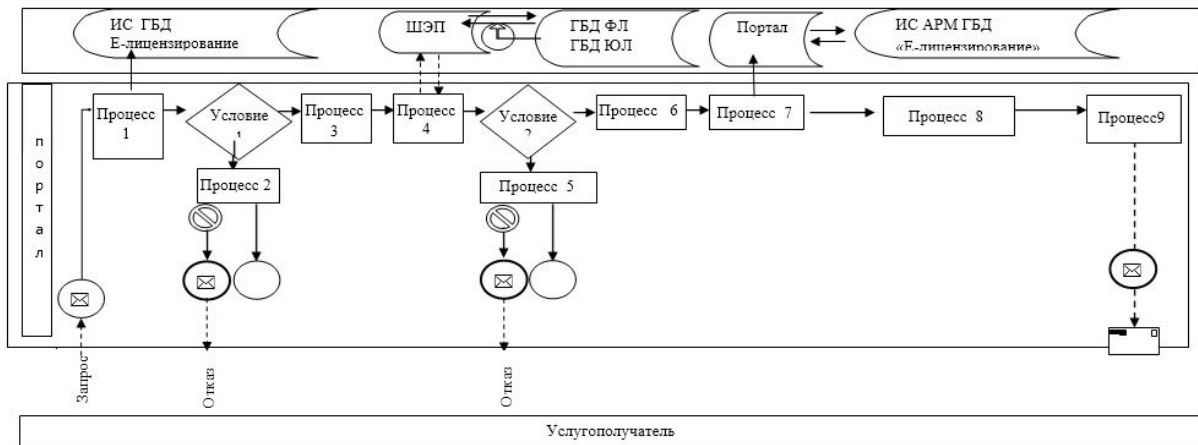 ИС ГБД
Е-лицензирование
ШЭП
ГБД ФЛ
ГБД ЮЛ
Портал
ИС АРМ ГБД
«Е-лицензирование»
портал
Процесс
1
Условие
1
Процесс
3
Процесс
4
Условие
2
Процесс 6
Процесс 7
Процесс 8
Процесс9
Процесс 2
Процесс 5
Запрос
Отказ
Отказ
Услугополучатель